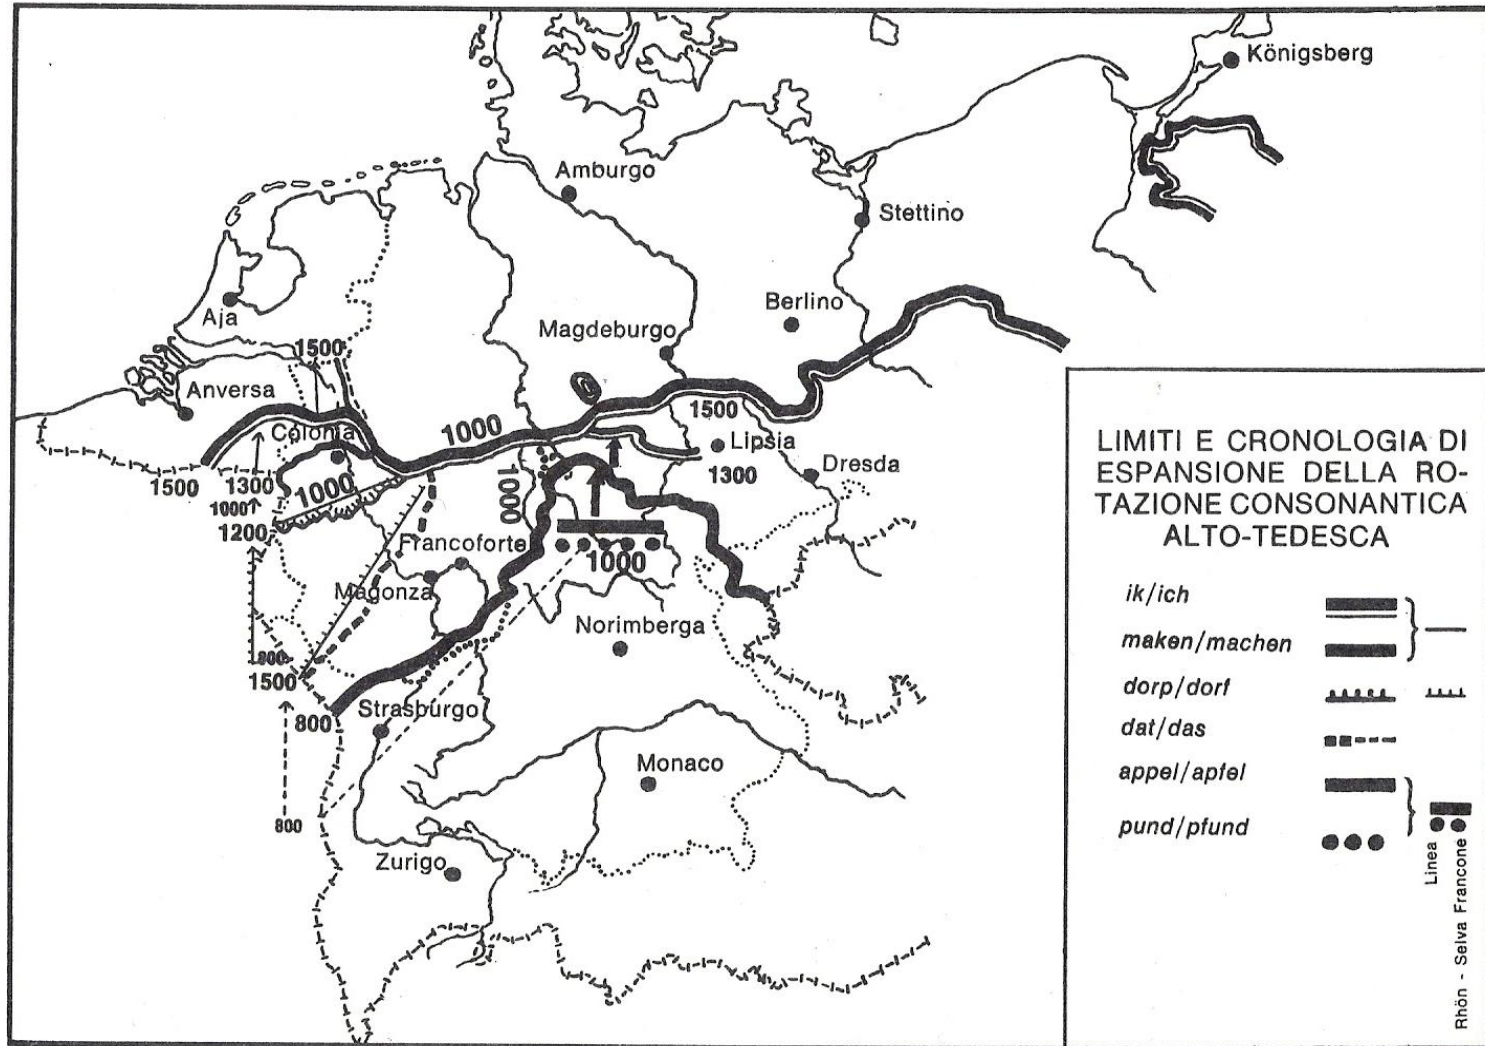 Königsberg
Amburgo
Stettino
Aja
Berlino
Magdeburgo
1500
Anversa
1500
Colonia
1000
Lipsia
1300
Dresda
1500
1300
1000
1000
1000
1200
Francoforte
1000
Magonza
Norimberga
800
1500
800
Strasburgo
Monaco
800
Zurigo
LIMITI E CRONOLOGIA DI
ESPANSIONE DELLA RO-
TAZIONE CONSONANTICA
ALTO-TEDESCA
ik/ich
maken/machen
dorp/dorf
dat/das
appel/apfel
pund/pfund
Linea
Rhön - Selva Francone